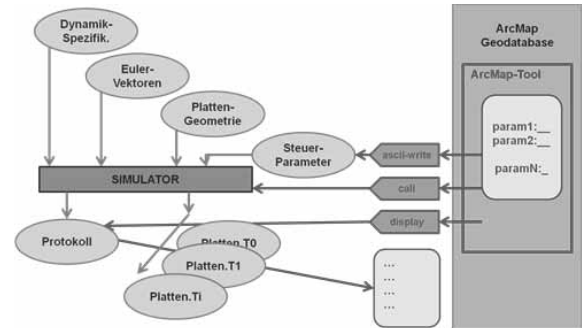 Dynamik-
Spezifik.
Euler-
Vektoren
Platten-
Geometrie
Steuer-
Parameter
SIMULATOR
Protokoll
Platten.T0
Platten.T1
Platten.Ti
ascii-write
call
display
ArcMap
Geodatabase
ArcMap-Tool
param1:__
param2:__
paramN:_
...
...
...
...